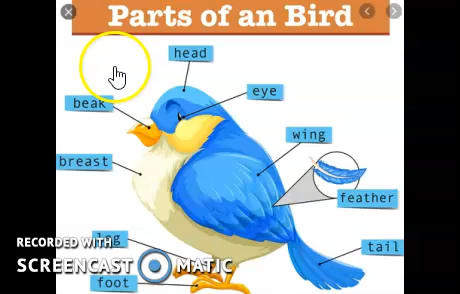 Parts of an Bird
head
eye
beak
wing
breast
feather
leg
tail
foot
RECORDED WITH
SCREENCAST MATIC